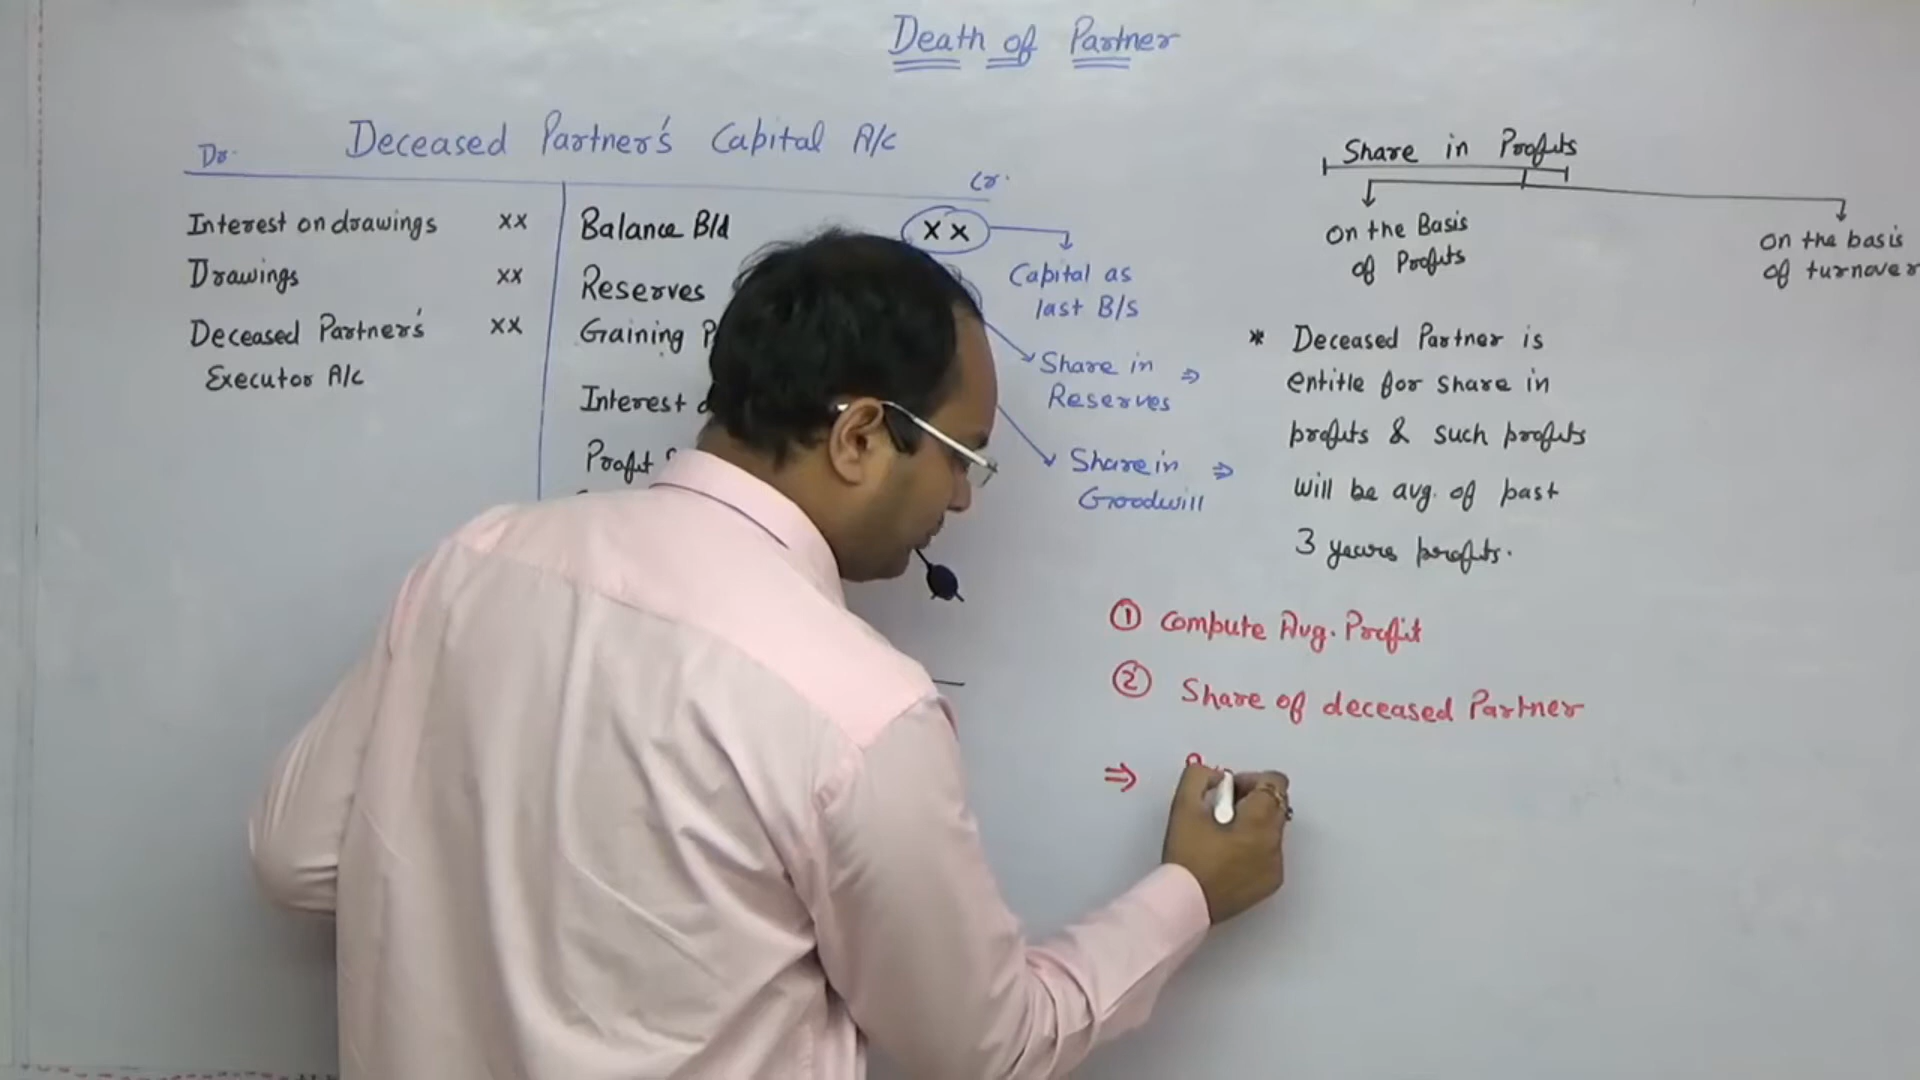 Death of Partner
Deceased Partner's Capital A/c
Dr.
Cr.
Interest on drawings xx
Drawings xx
Deceased Partner's xx
Executor A/c
Balance B/d xx
Reserves
Gaining
Interest
Profit
Capital as
last B/S
Share in ⇒
Reserves
Share in ⇒
Goodwill
Share in Profits
on the Basis
of Profits
on the basis
of turnover
* Deceased Partner is
entitle for share in
profits & such profits
will be avg. of past
3 years profits.
① Compute Avg. Profit
② Share of deceased Partner
⇒